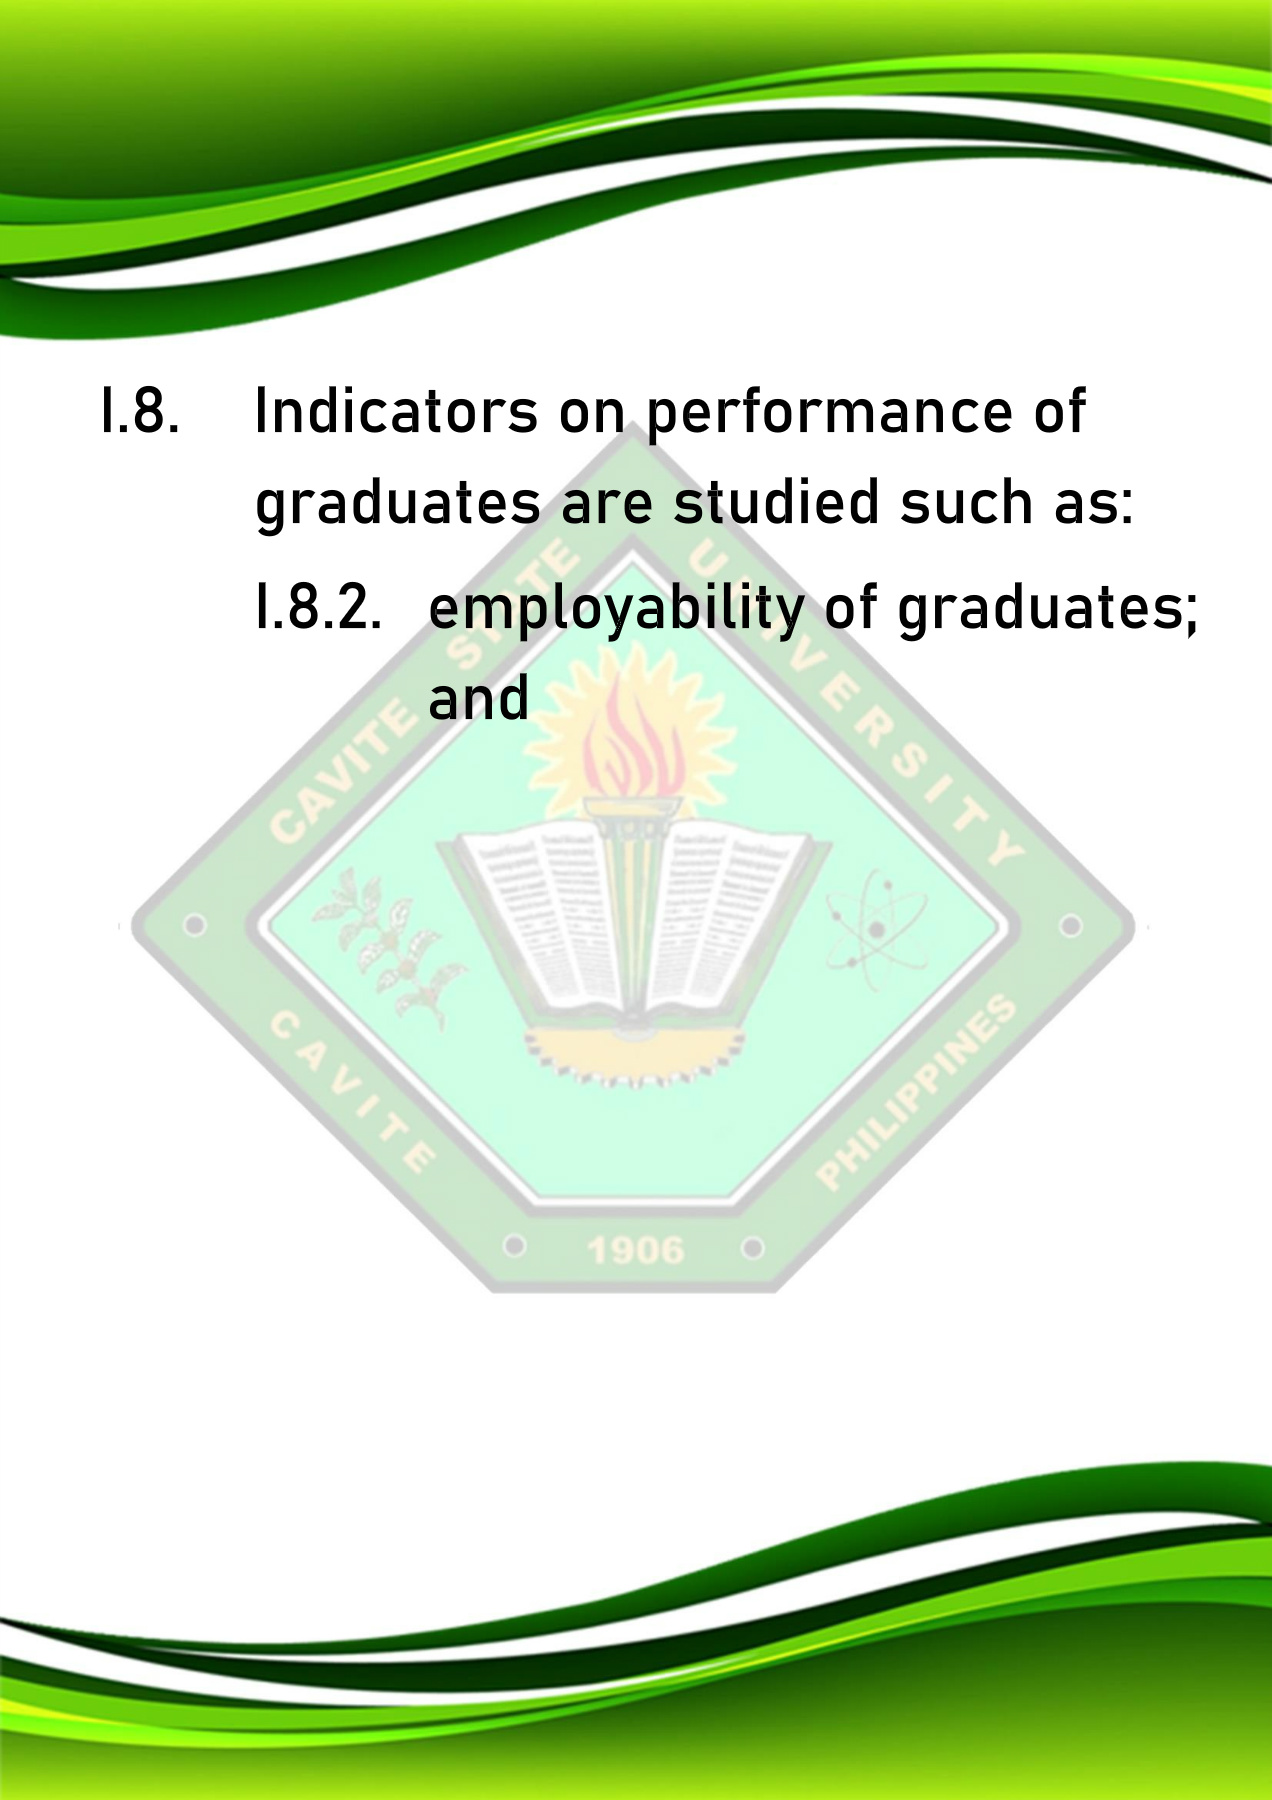 I.8. Indicators on performance of
graduates are studied such as:
I.8.2. employability of graduates;
and
CAVITE STATE UNIVERSITY
CAVITE
PHILIPPINES
1906